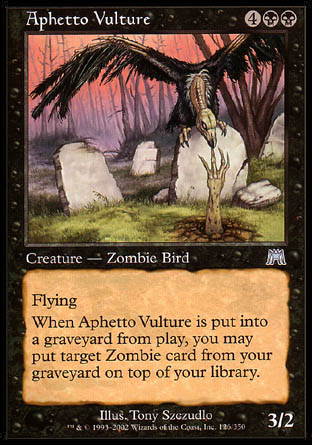 Aphetto Vulture 4
Creature — Zombie Bird
Flying
When Aphetto Vulture is put into
a graveyard from play, you may
put target Zombie card from your
graveyard on top of your library.
Illus. Tony Szczudlo
™ & © 1993-2002 Wizards of the Coast, Inc. 126/350
3/2